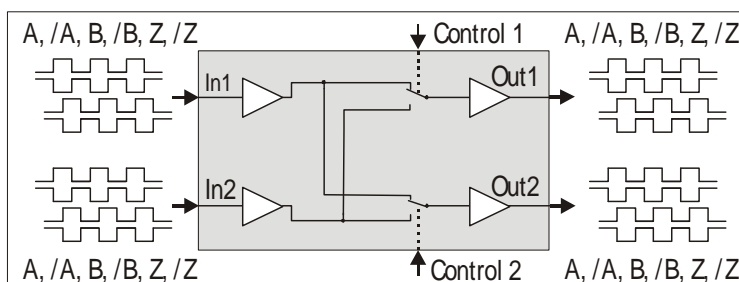 A, /A, B, /B, Z, /Z
Control 1
A, /A, B, /B, Z, /Z
In1
Out1
In2
Out2
A, /A, B, /B, Z, /Z
Control 2
A, /A, B, /B, Z, /Z